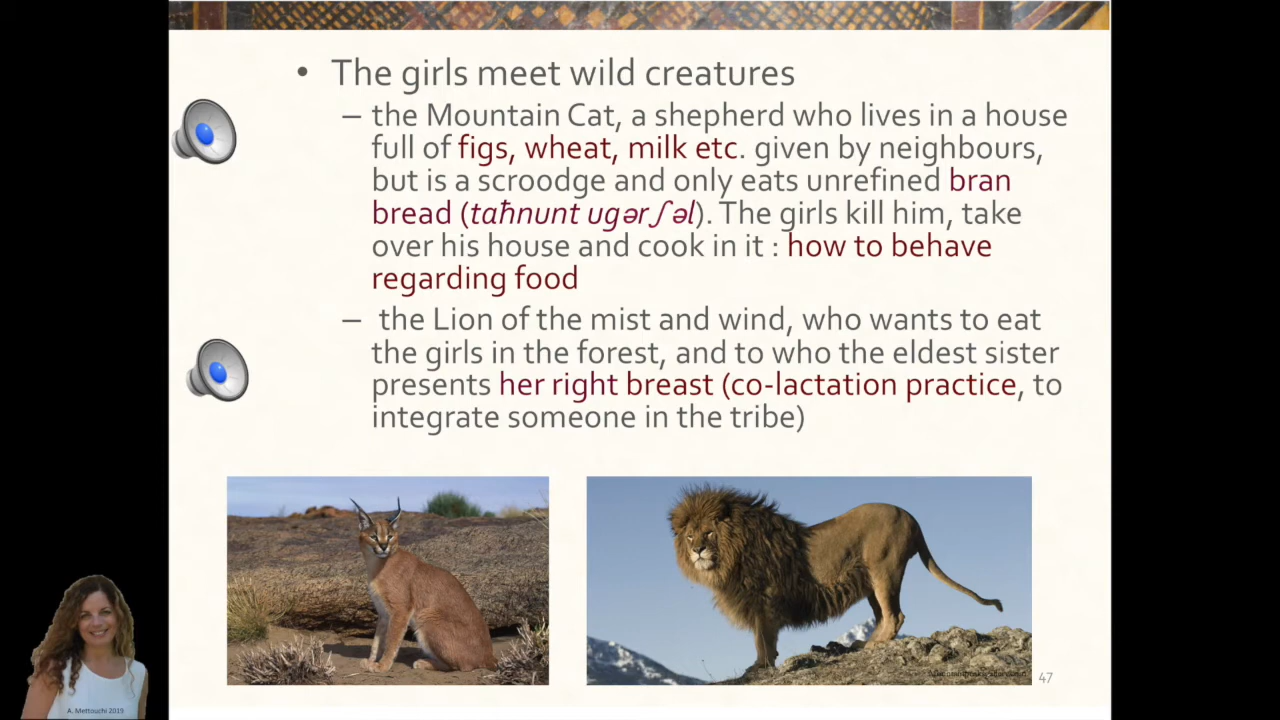 • The girls meet wild creatures
– the Mountain Cat, a shepherd who lives in a house
full of figs, wheat, milk etc. given by neighbours,
but is a scroodge and only eats unrefined bran
bread (taħnunt ugərʃəl). The girls kill him, take
over his house and cook in it : how to behave
regarding food
– the Lion of the mist and wind, who wants to eat
the girls in the forest, and to who the eldest sister
presents her right breast (co-lactation practice, to
integrate someone in the tribe)
47
A. Mettouchi 2019